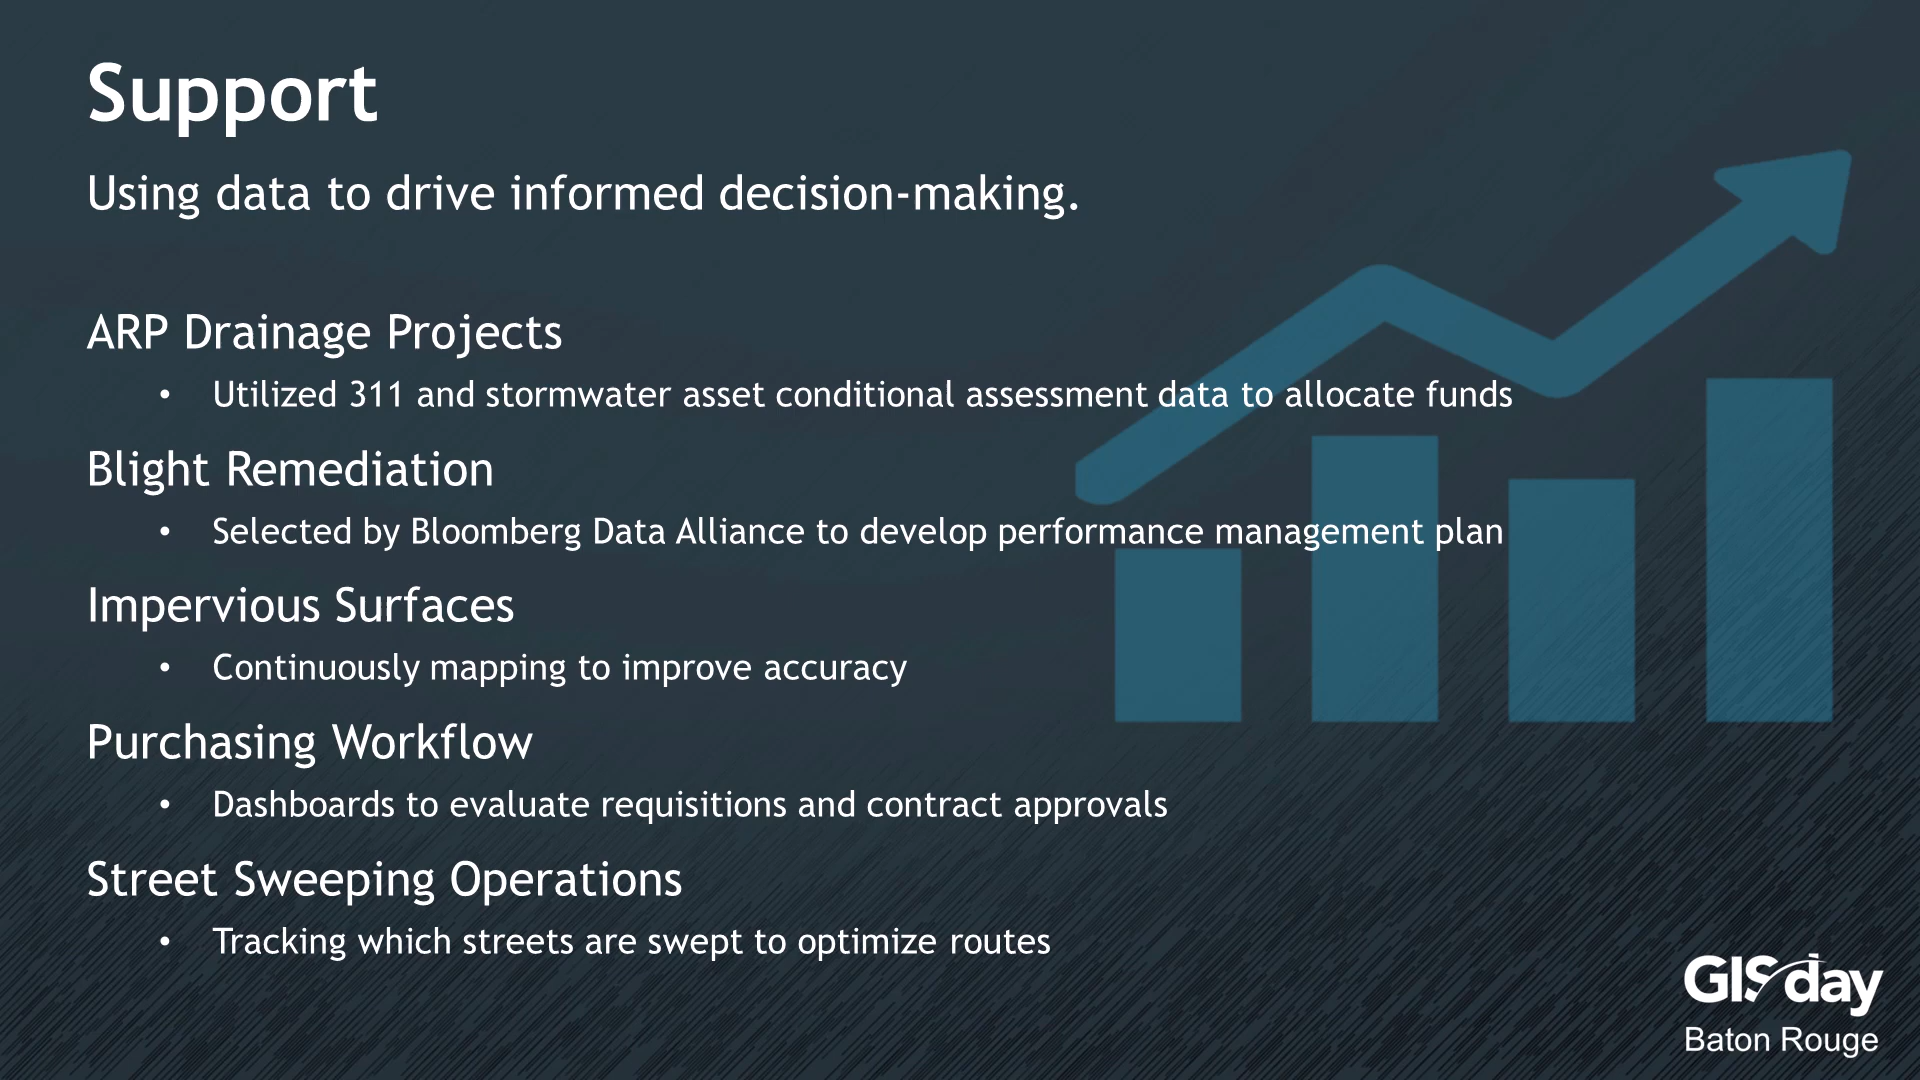 Support
Using data to drive informed decision-making.
ARP Drainage Projects
• Utilized 311 and stormwater asset conditional assessment data to allocate funds
Blight Remediation
• Selected by Bloomberg Data Alliance to develop performance management plan
Impervious Surfaces
• Continuously mapping to improve accuracy
Purchasing Workflow
• Dashboards to evaluate requisitions and contract approvals
Street Sweeping Operations
• Tracking which streets are swept to optimize routes
GISday
Baton Rouge